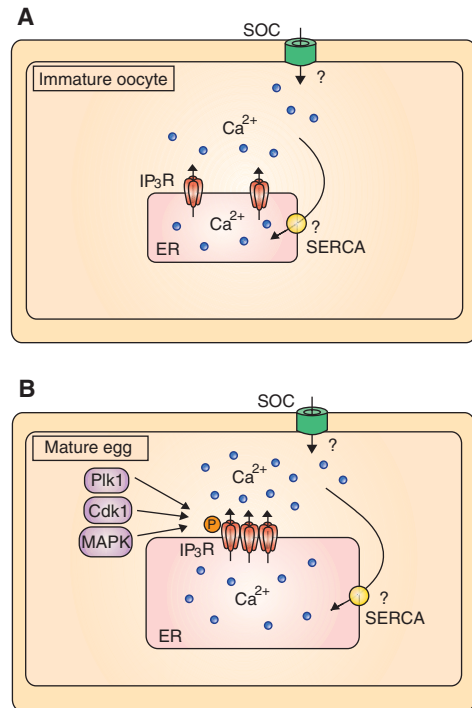 A
SOC
?
Immature oocyte
Ca2+
IP3R
Ca2+
?
ER
SERCA
B
SOC
?
Mature egg
Ca2+
Plk1
Cdk1
MAPK
P
IP3R
Ca2+
?
SERCA
ER